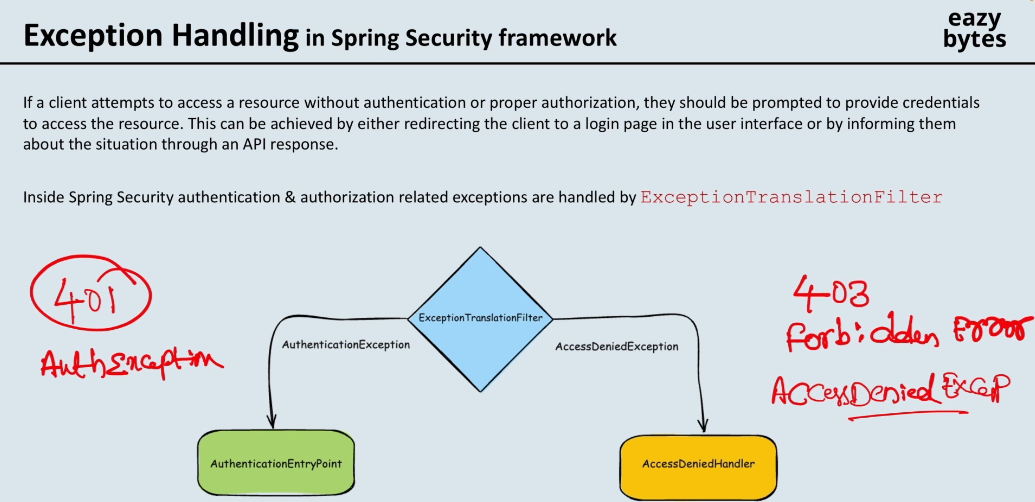 Exception Handling in Spring Security framework
eazy
bytes
If a client attempts to access a resource without authentication or proper authorization, they should be prompted to provide credentials
to access the resource. This can be achieved by either redirecting the client to a login page in the user interface or by informing them
about the situation through an API response.
Inside Spring Security authentication & authorization related exceptions are handled by ExceptionTranslationFilter
401
AuthException
ExceptionTranslationFilter
AuthenticationException
AccessDeniedException
403
Forbidden Error
AccessDenied Excep
AuthenticationEntryPoint
AccessDeniedHandler